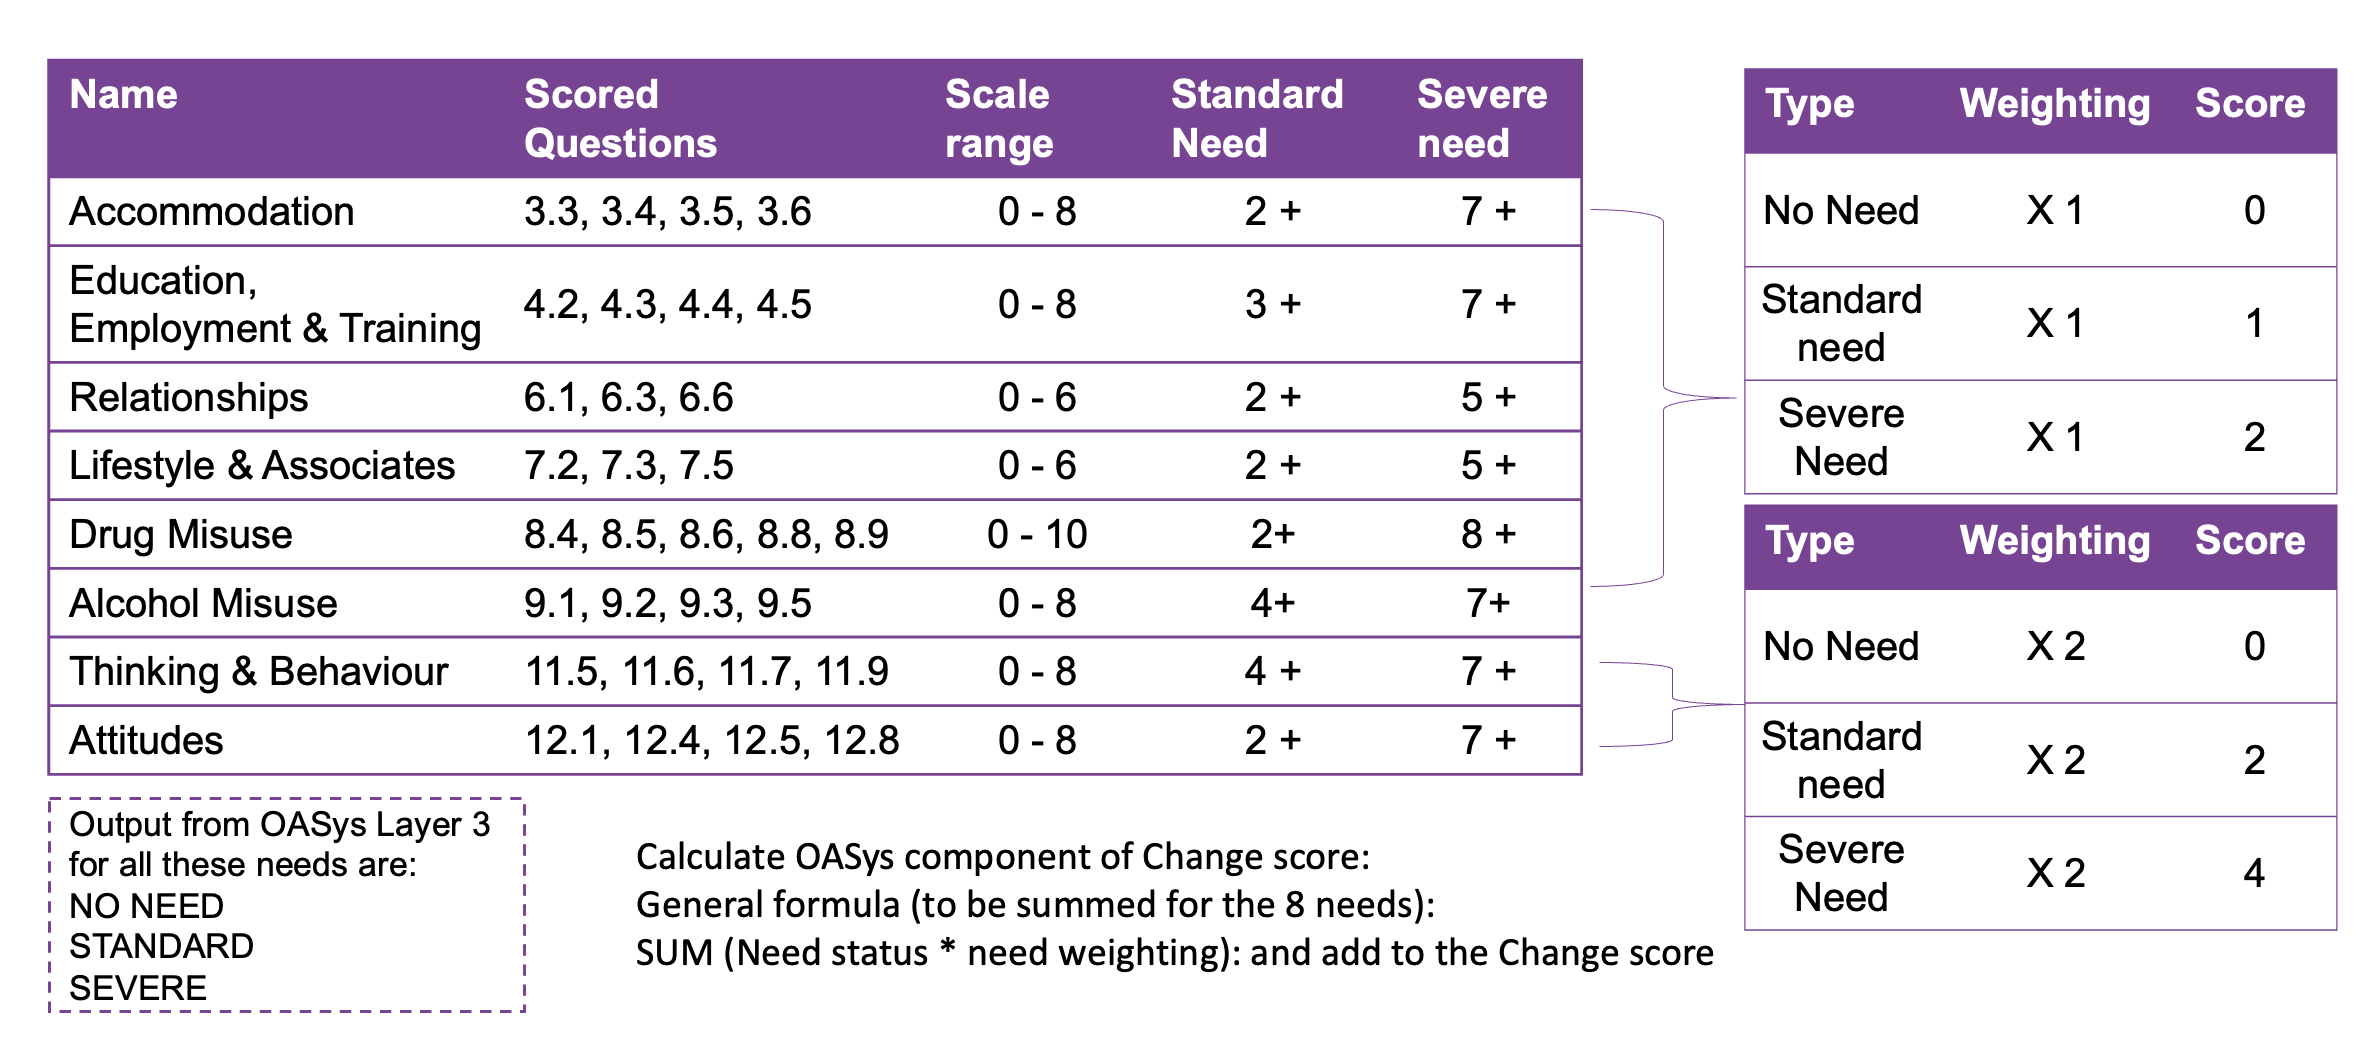 Name Scored Questions Scale range Standard Need Severe need
Accommodation 3.3, 3.4, 3.5, 3.6 0 - 8 2 + 7 +
Education,
Employment & Training 4.2, 4.3, 4.4, 4.5 0 - 8 3 + 7 +
Relationships 6.1, 6.3, 6.6 0 - 6 2 + 5 +
Lifestyle & Associates 7.2, 7.3, 7.5 0 - 6 2 + 5 +
Drug Misuse 8.4, 8.5, 8.6, 8.8, 8.9 0 - 10 2+ 8 +
Alcohol Misuse 9.1, 9.2, 9.3, 9.5 0 - 8 4+ 7+
Thinking & Behaviour 11.5, 11.6, 11.7, 11.9 0 - 8 4 + 7 +
Attitudes 12.1, 12.4, 12.5, 12.8 0 - 8 2 + 7 +
Type Weighting Score
No Need X 1 0
Standard need X 1 1
Severe Need X 1 2
Type Weighting Score
No Need X 2 0
Standard need X 2 2
Severe Need X 2 4
Output from OASys Layer 3
for all these needs are:
NO NEED
STANDARD
SEVERE
Calculate OASys component of Change score:
General formula (to be summed for the 8 needs):
SUM (Need status * need weighting): and add to the Change score